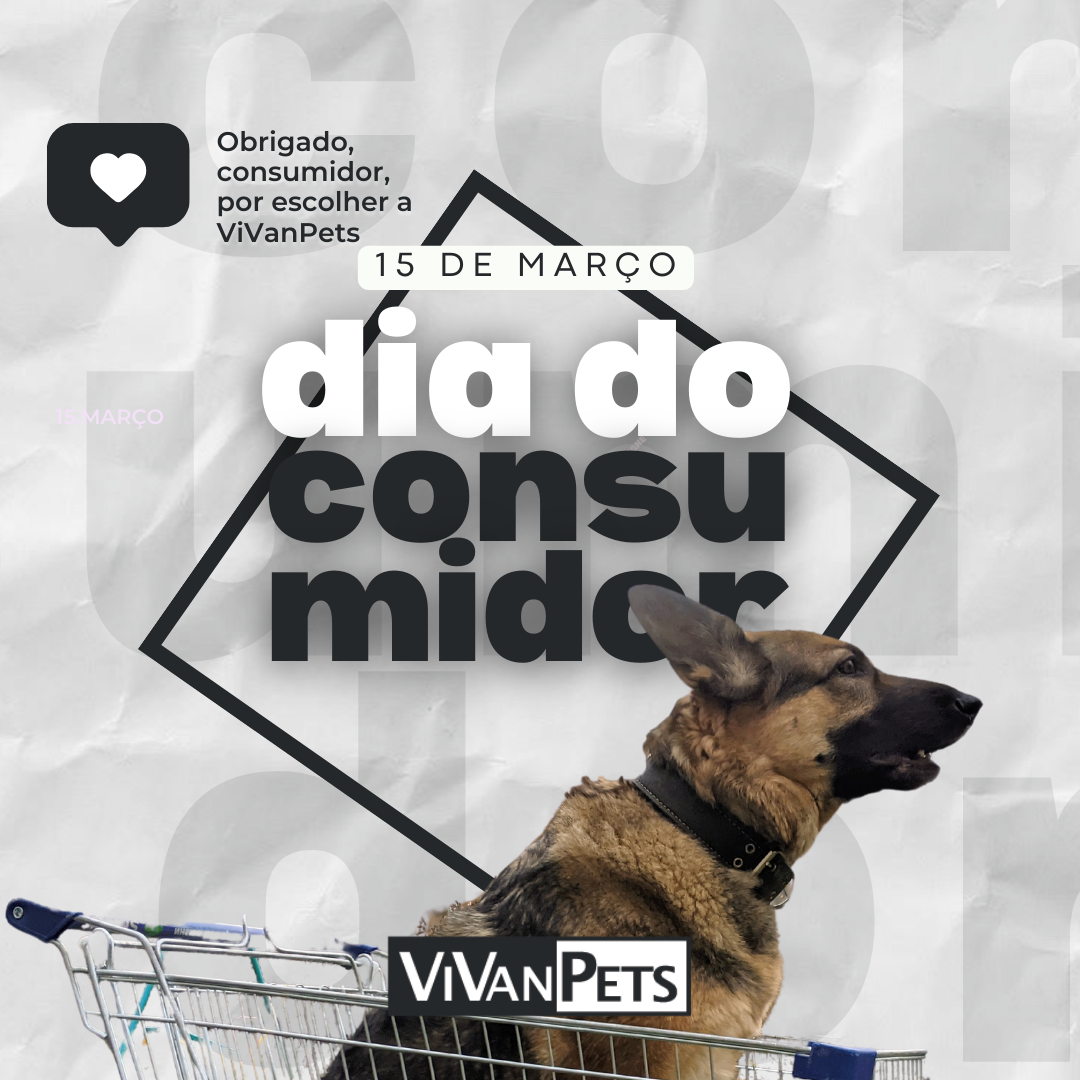 Obrigado,
consumidor,
por escolher a
ViVanPets
15 DE MARÇO
dia do
consu
midor
15 MARÇO
ViVanPets